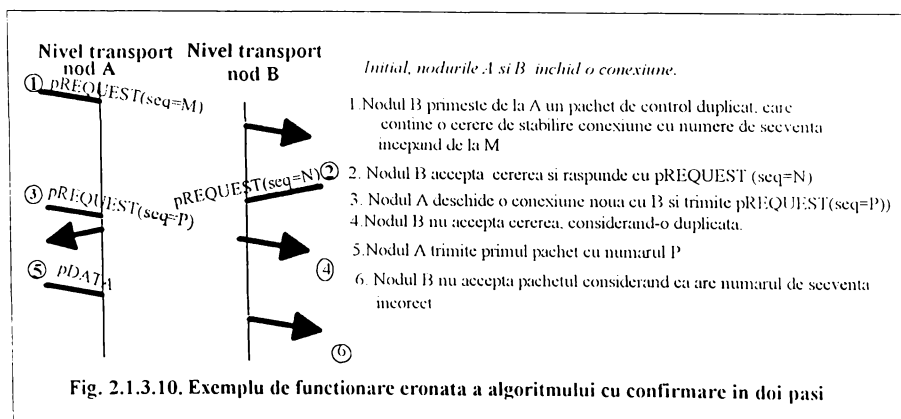 Nivel transport
nod A
Nivel transport
nod B
Initial, nodurile A si B inchid o conexiune.
1 pREQUEST(seq=M)
1.Nodul B primeste de la A un pachet de control duplicat, care
contine o cerere de stabilire conexiune cu numere de secventa
incepand de la M
pREQUEST(seq=N) 2
2. Nodul B accepta cererea si raspunde cu pREQUEST (seq=N)
3 pREQUEST(seq=P)
3. Nodul A deschide o conexiune noua cu B si trimite pREQUEST(seq=P))
4.Nodul B nu accepta cererea, considerand-o duplicata.
4
5.Nodul A trimite primul pachet cu numarul P
5 pDATA
6. Nodul B nu accepta pachetul considerand ca are numarul de secventa
incorect
6
Fig. 2.1.3.10. Exemplu de functionare eronata a algoritmului cu confirmare in doi pasi